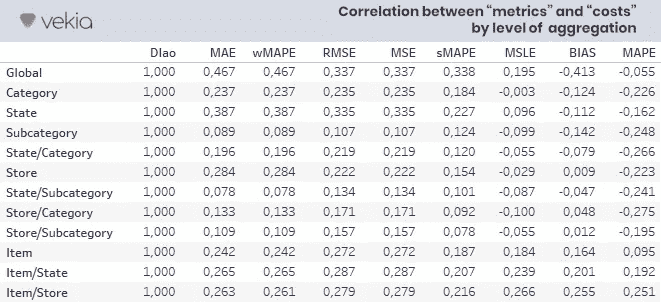 vekia
Correlation between “metrics” and “costs”
by level of aggregation
DIao MAE wMAPE RMSE MSE sMAPE MSLE BIAS MAPE
Global 1,000 0,467 0,467 0,337 0,337 0,338 0,195 -0,413 -0,055
Category 1,000 0,237 0,237 0,235 0,235 0,184 -0,003 -0,124 -0,226
State 1,000 0,387 0,387 0,335 0,335 0,227 0,096 -0,112 -0,162
Subcategory 1,000 0,089 0,089 0,107 0,107 0,124 -0,099 -0,142 -0,248
State/Category 1,000 0,196 0,196 0,219 0,219 0,120 -0,055 -0,079 -0,266
Store 1,000 0,284 0,284 0,222 0,222 0,154 -0,029 0,009 -0,223
State/Subcategory 1,000 0,078 0,078 0,134 0,134 0,101 -0,087 -0,047 -0,241
Store/Category 1,000 0,133 0,133 0,171 0,171 0,092 -0,100 0,048 -0,275
Store/Subcategory 1,000 0,109 0,109 0,157 0,157 0,078 -0,055 0,012 -0,195
Item 1,000 0,242 0,242 0,272 0,272 0,187 0,184 0,164 0,095
Item/State 1,000 0,265 0,265 0,287 0,287 0,207 0,239 0,201 0,192
Item/Store 1,000 0,263 0,261 0,279 0,279 0,216 0,266 0,255 0,251